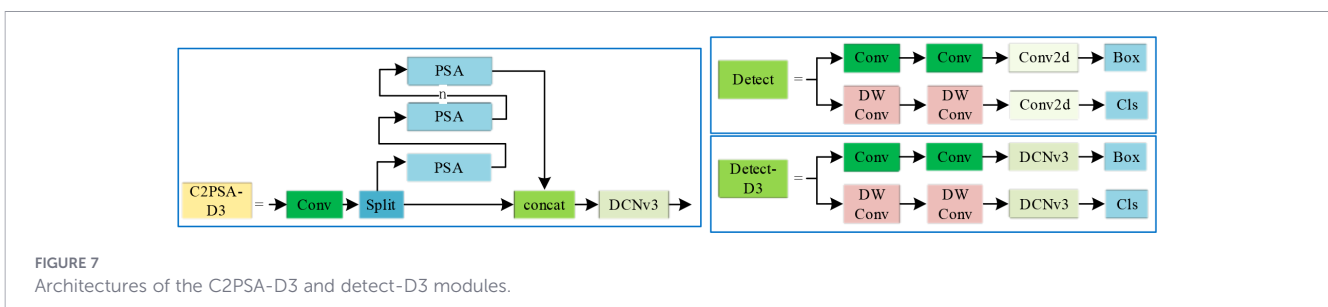 PSA
n
PSA
PSA
C2PSA-
D3
=
Conv
Split
concat
DCNv3
Detect
=
Conv
Conv
Conv2d
Box
DW
Conv
DW
Conv
Conv2d
Cls
Detect-
D3
=
Conv
Conv
DCNv3
Box
DW
Conv
DW
Conv
DCNv3
Cls
FIGURE 7
Architectures of the C2PSA-D3 and detect-D3 modules.